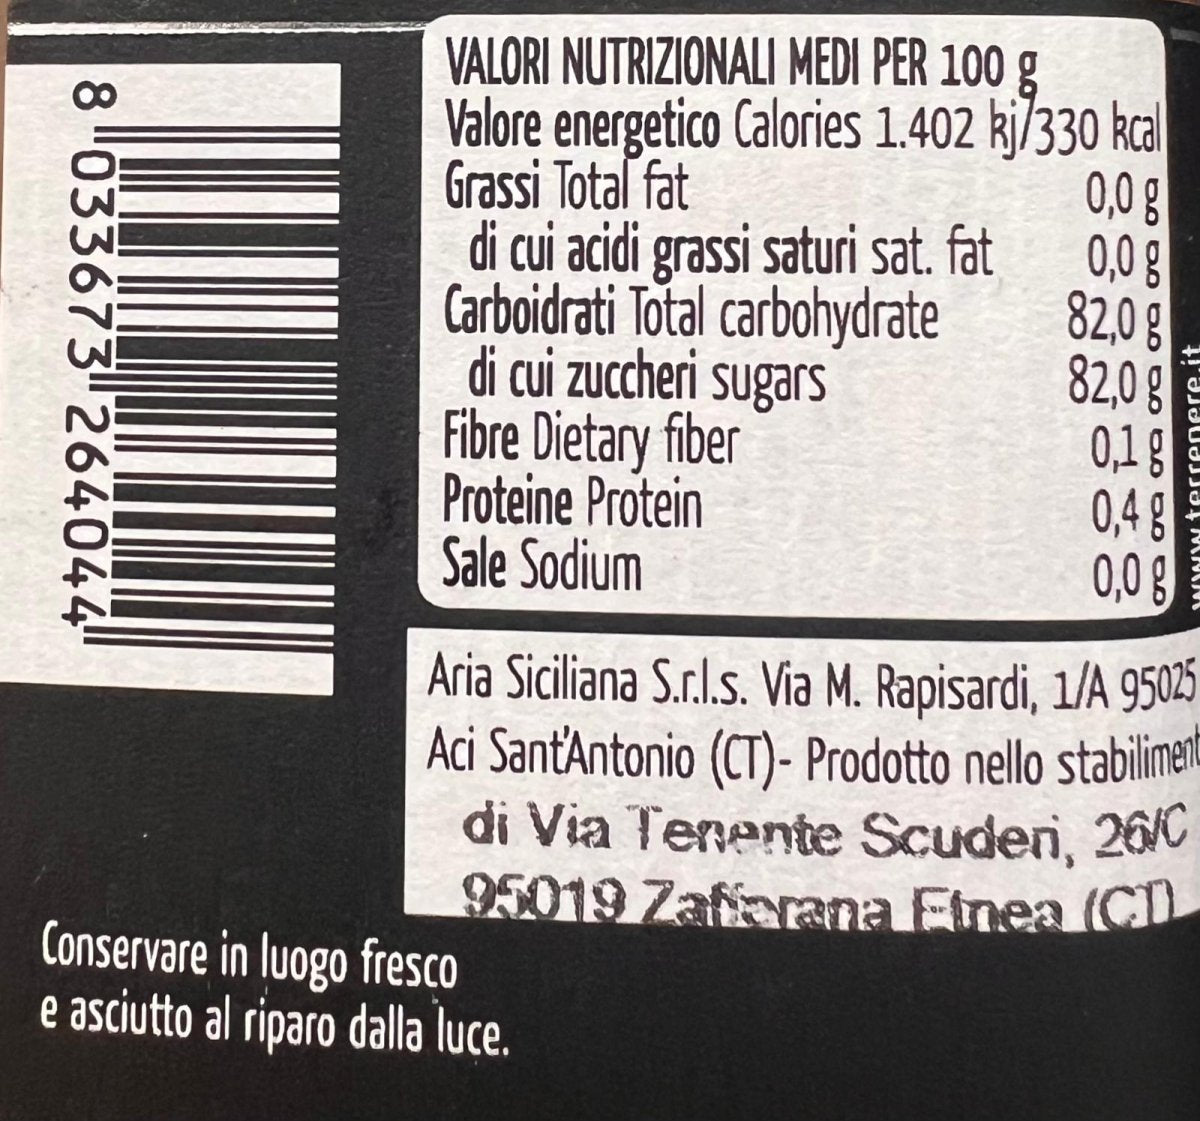 VALORI NUTRIZIONALI MEDI PER 100 g
Valore energetico Calories 1.402 kj/330 kcal
Grassi Total fat 0,0 g
di cui acidi grassi saturi sat. fat 0,0 g
Carboidrati Total carbohydrate 82,0 g
di cui zuccheri sugars 82,0 g
Fibre Dietary fiber 0,1 g
Proteine Protein 0,4 g
Sale Sodium 0,0 g
8 033673 264044
www.terrenere.it
Aria Siciliana S.r.l.s. Via M. Rapisardi, 1/A 95025
Aci Sant'Antonio (CT)- Prodotto nello stabiliment
di Via Tenente Scuderi, 26/C
95019 Zafferana Etnea (CT)
Conservare in luogo fresco
e asciutto al riparo dalla luce.